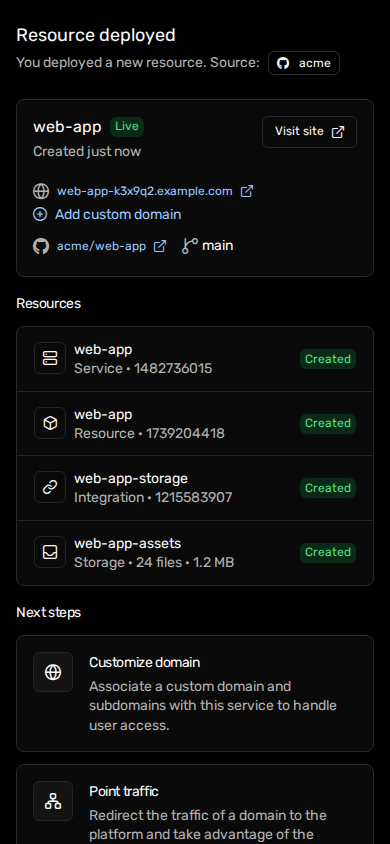 Resource deployed
You deployed a new resource. Source: acme
web-app Live
Visit site
Created just now
web-app-k3x9q2.example.com
Add custom domain
acme/web-app main
Resources
web-app
Service • 1482736015
Created
web-app
Resource • 1739204418
Created
web-app-storage
Integration • 1215583907
Created
web-app-assets
Storage • 24 files • 1.2 MB
Created
Next steps
Customize domain
Associate a custom domain and
subdomains with this service to handle
user access.
Point traffic
Redirect the traffic of a domain to the
platform and take advantage of the